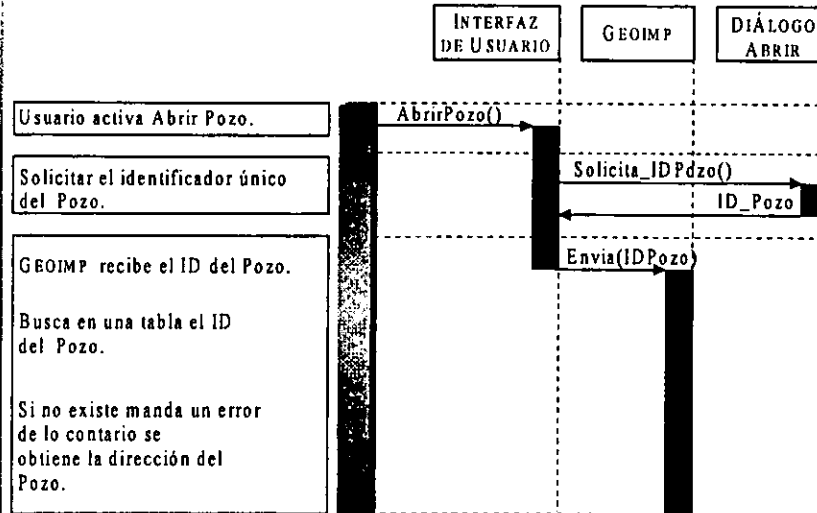 INTERFAZ
DE USUARIO
GEOIMP
DIÁLOGO
ABRIR
Usuario activa Abrir Pozo.
AbrirPozo()
Solicitar el identificador único
del Pozo.
Solicita_IDPozo()
ID_Pozo
GEOIMP recibe el ID del Pozo.
Envia(IDPozo)
Busca en una tabla el ID
del Pozo.
Si no existe manda un error
de lo contario se
obtiene la dirección del
Pozo.